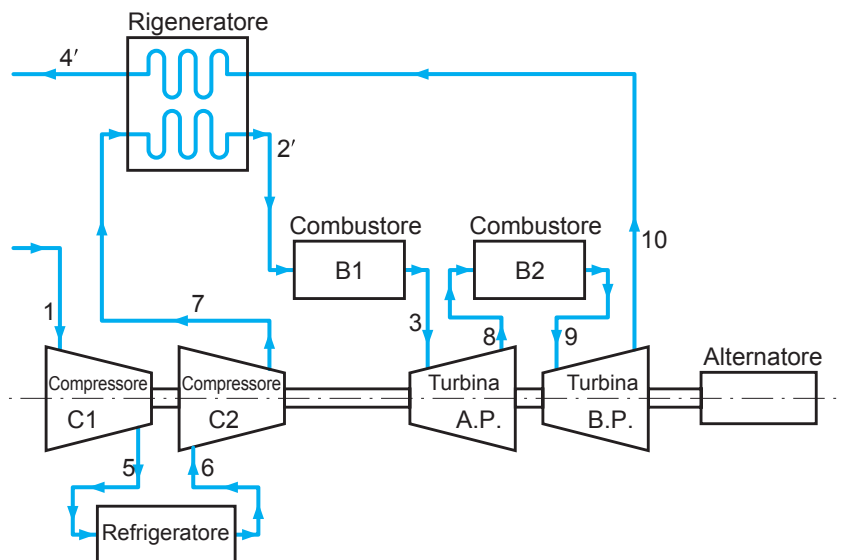 Rigeneratore
4′
2′
Combustore
Combustore
B1
B2
10
1
7
3
8
9
Alternatore
Compressore
C1
Compressore
C2
Turbina
A.P.
Turbina
B.P.
5
6
Refrigeratore